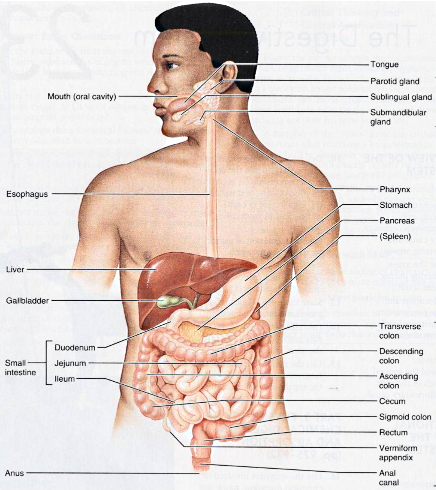 Tongue
Parotid gland
Mouth (oral cavity)
Sublingual gland
Submandibular
gland
Pharynx
Esophagus
Stomach
Pancreas
(Spleen)
Liver
Gallbladder
Transverse
colon
Duodenum
Descending
colon
Small
intestine
Jejunum
Ileum
Ascending
colon
Cecum
Sigmoid colon
Rectum
Vermiform
appendix
Anus
Anal
canal